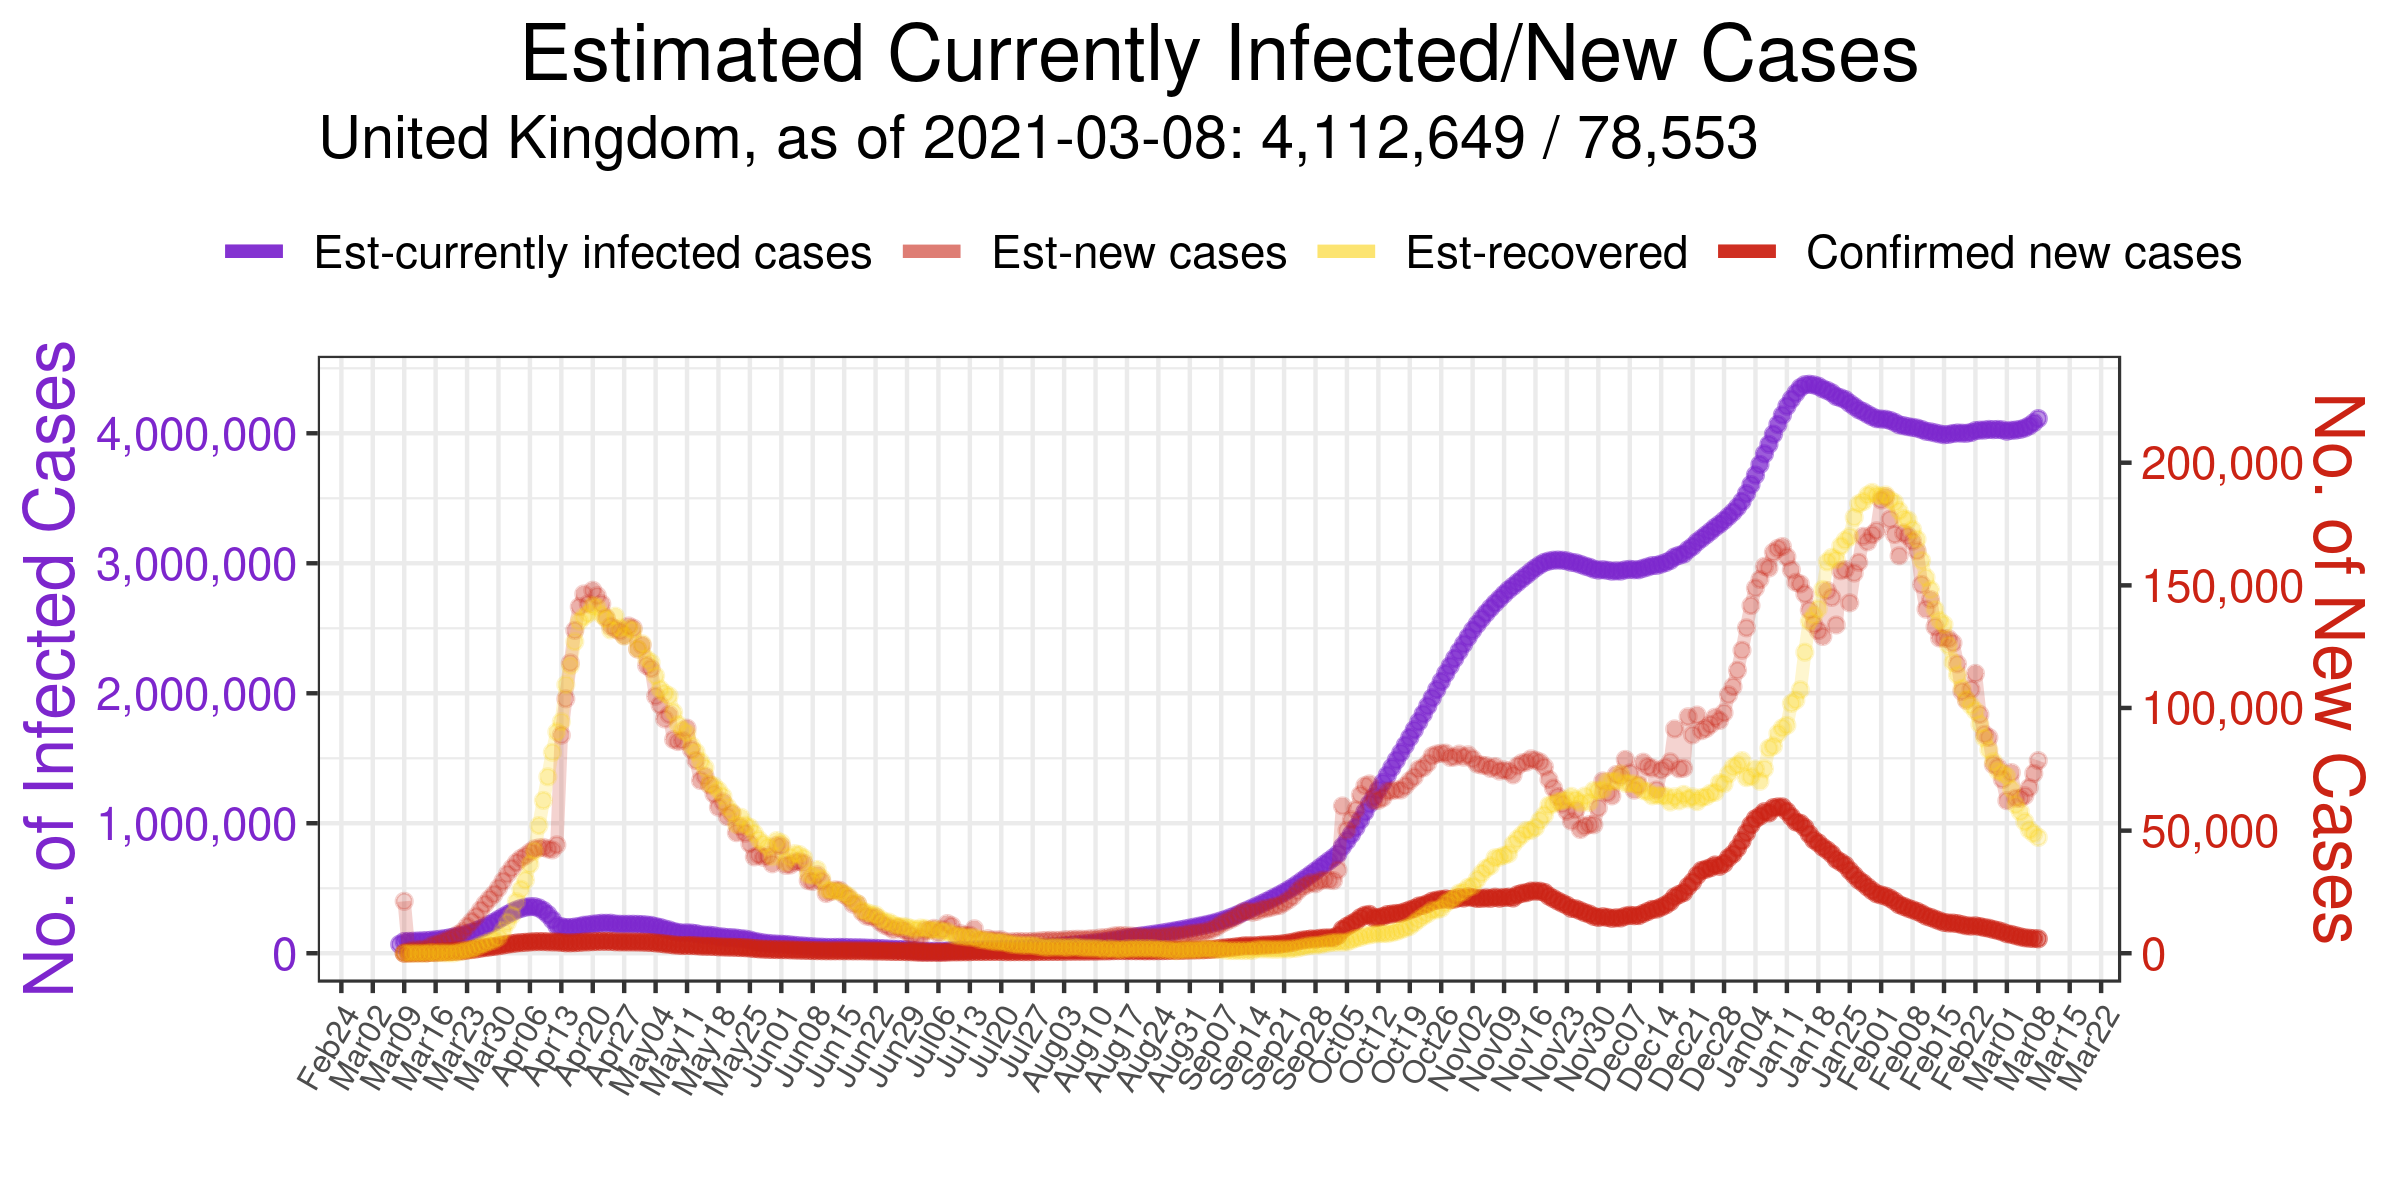 Estimated Currently Infected/New Cases
United Kingdom, as of 2021-03-08: 4,112,649 / 78,553
Est-currently infected cases Est-new cases Est-recovered Confirmed new cases
No. of Infected Cases
4,000,000
3,000,000
2,000,000
1,000,000
0
200,000
150,000
100,000
50,000
0
No. of New Cases
Feb24 Mar02 Mar09 Mar16 Mar23 Mar30 Apr06 Apr13 Apr20 Apr27 May04 May11 May18 May25 Jun01 Jun08 Jun15 Jun22 Jun29 Jul06 Jul13 Jul20 Jul27 Aug03 Aug10 Aug17 Aug24 Aug31 Sep07 Sep14 Sep21 Sep28 Oct05 Oct12 Oct19 Oct26 Nov02 Nov09 Nov16 Nov23 Nov30 Dec07 Dec14 Dec21 Dec28 Jan04 Jan11 Jan18 Jan25 Feb01 Feb08 Feb15 Feb22 Mar01 Mar08 Mar15 Mar22